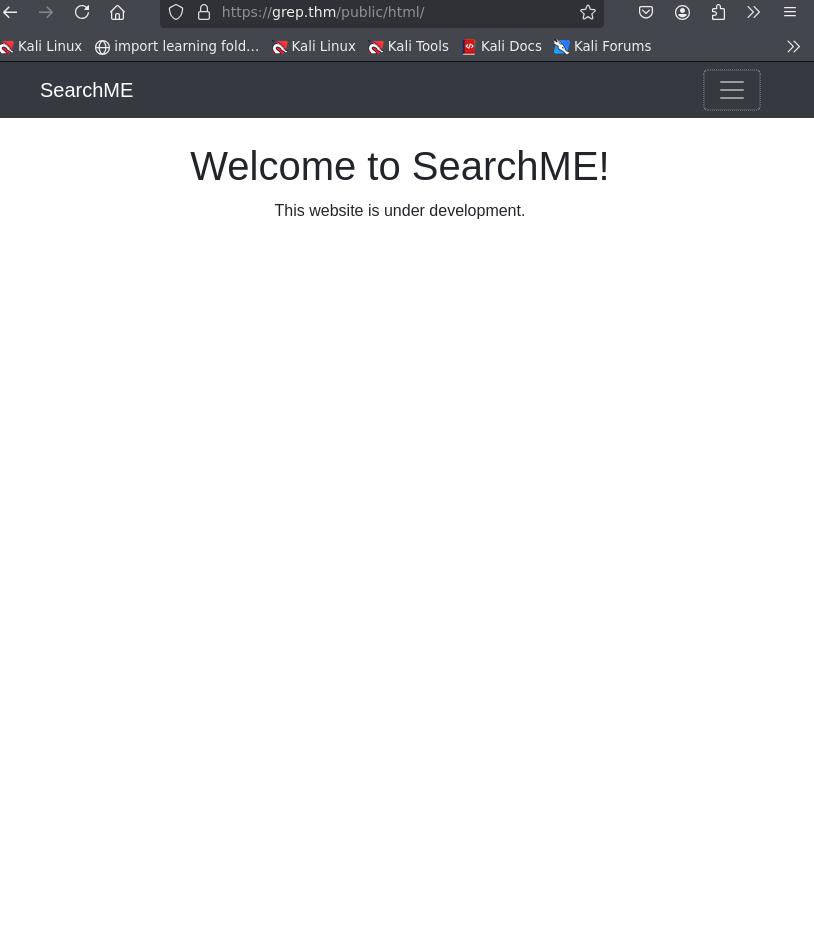 https://grep.thm/public/html/
Kali Linux import learning fold... Kali Linux Kali Tools Kali Docs Kali Forums
SearchME
Welcome to SearchME!
This website is under development.